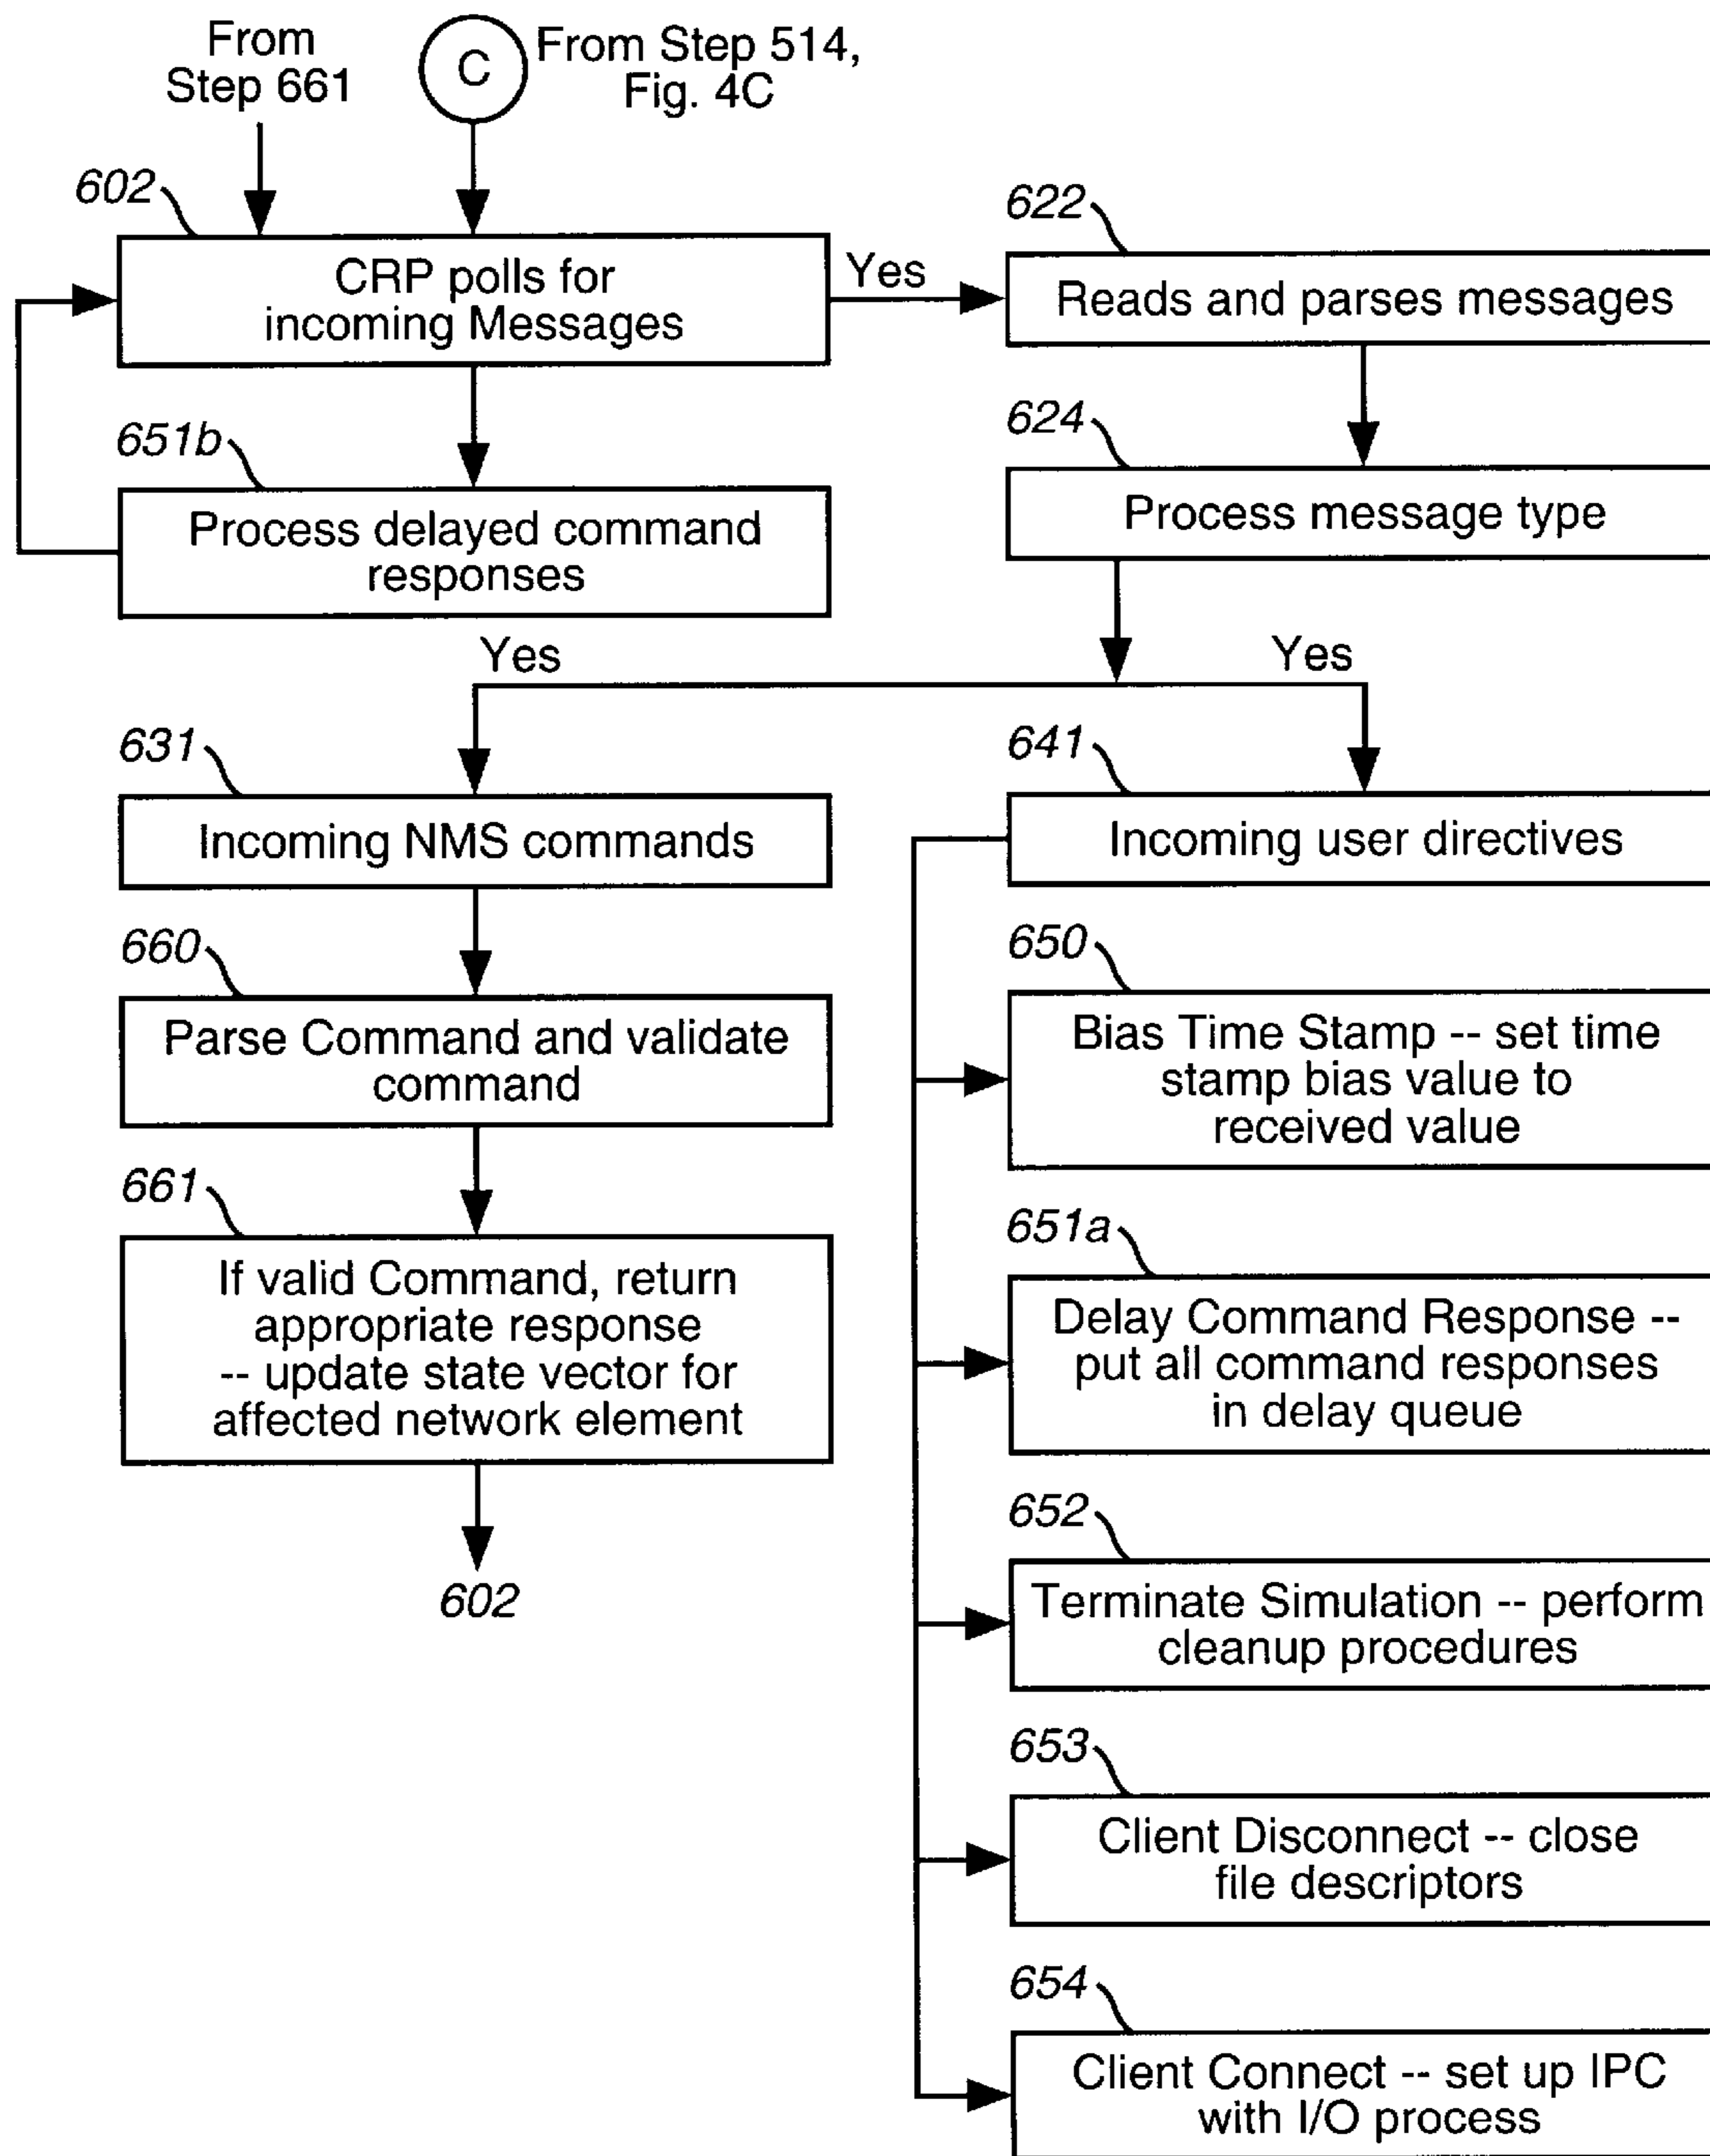 From
Step 661
C
From Step 514,
Fig. 4C
602
CRP polls for
incoming Messages
Yes
622
Reads and parses messages
651b
Process delayed command
responses
624
Process message type
Yes
Yes
631
Incoming NMS commands
660
Parse Command and validate
command
661
If valid Command, return
appropriate response
-- update state vector for
affected network element
602
641
Incoming user directives
650
Bias Time Stamp -- set time
stamp bias value to
received value
651a
Delay Command Response --
put all command responses
in delay queue
652
Terminate Simulation -- perform
cleanup procedures
653
Client Disconnect -- close
file descriptors
654
Client Connect -- set up IPC
with I/O process